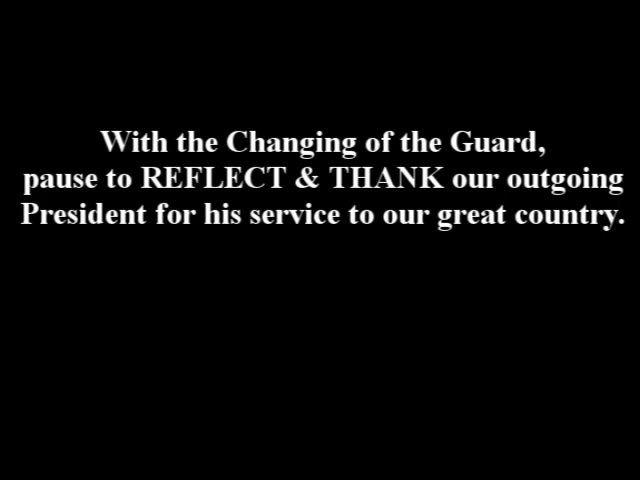 With the Changing of the Guard,
pause to REFLECT & THANK our outgoing
President for his service to our great country.